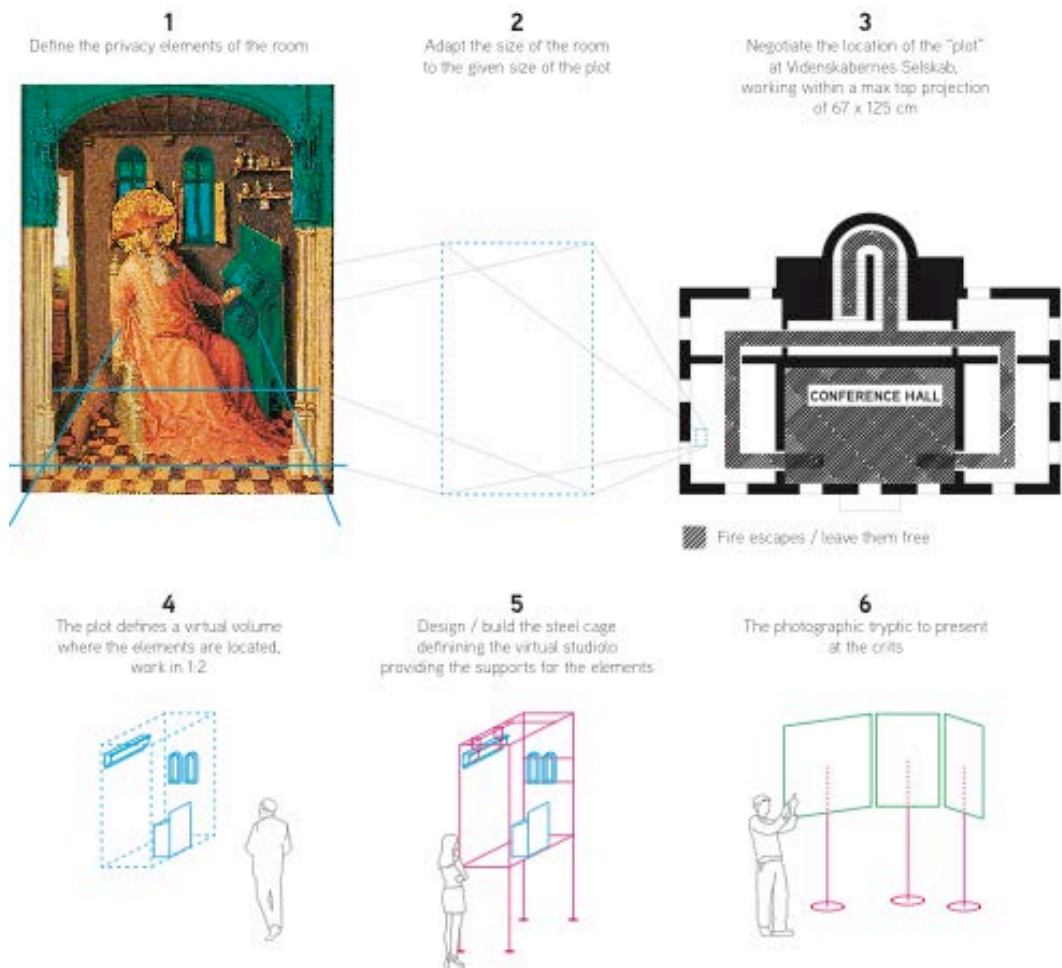 1
Define the privacy elements of the room
2
Adapt the size of the room
to the given size of the plot
3
Negotiate the location of the "plot"
at Videnskabernes Selskab,
working within a max top projection
of 67 x 125 cm
CONFERENCE HALL
Fire escapes / leave them free
4
The plot defines a virtual volume
where the elements are located,
work in 1:2
5
Design / build the steel cage
definining the virtual studiolo
providing the supports for the elements
6
The photographic tryptic to present
at the crits